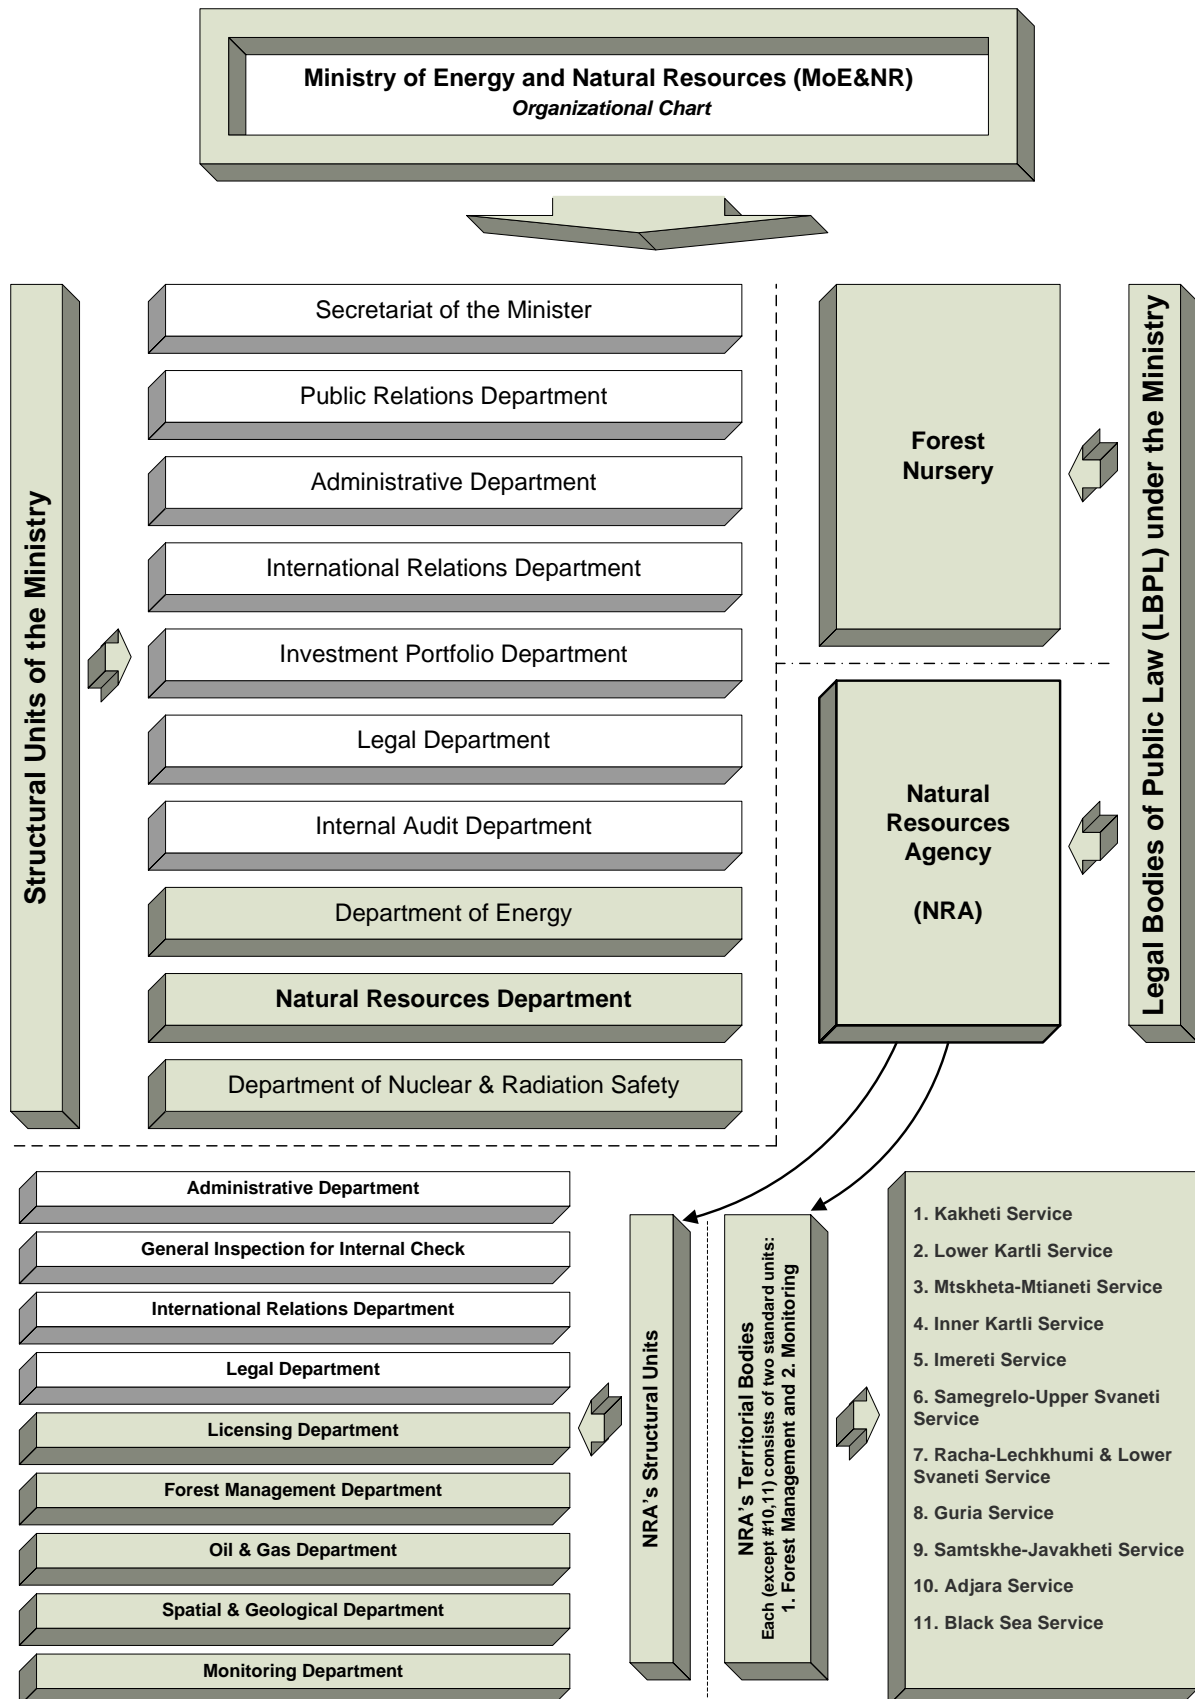 Ministry of Energy and Natural Resources (MoE&NR)
Organizational Chart
Structural Units of the Ministry
Secretariat of the Minister
Public Relations Department
Administrative Department
International Relations Department
Investment Portfolio Department
Legal Department
Internal Audit Department
Department of Energy
Natural Resources Department
Department of Nuclear & Radiation Safety
Forest
Nursery
Natural
Resources
Agency
(NRA)
Legal Bodies of Public Law (LBPL) under the Ministry
Administrative Department
General Inspection for Internal Check
International Relations Department
Legal Department
Licensing Department
Forest Management Department
Oil & Gas Department
Spatial & Geological Department
Monitoring Department
NRA's Structural Units
NRA's Territorial Bodies
Each (except #10,11) consists of two standard units:
1. Forest Management and 2. Monitoring
1. Kakheti Service
2. Lower Kartli Service
3. Mtskheta-Mtianeti Service
4. Inner Kartli Service
5. Imereti Service
6. Samegrelo-Upper Svaneti
Service
7. Racha-Lechkhumi & Lower
Svaneti Service
8. Guria Service
9. Samtskhe-Javakheti Service
10. Adjara Service
11. Black Sea Service